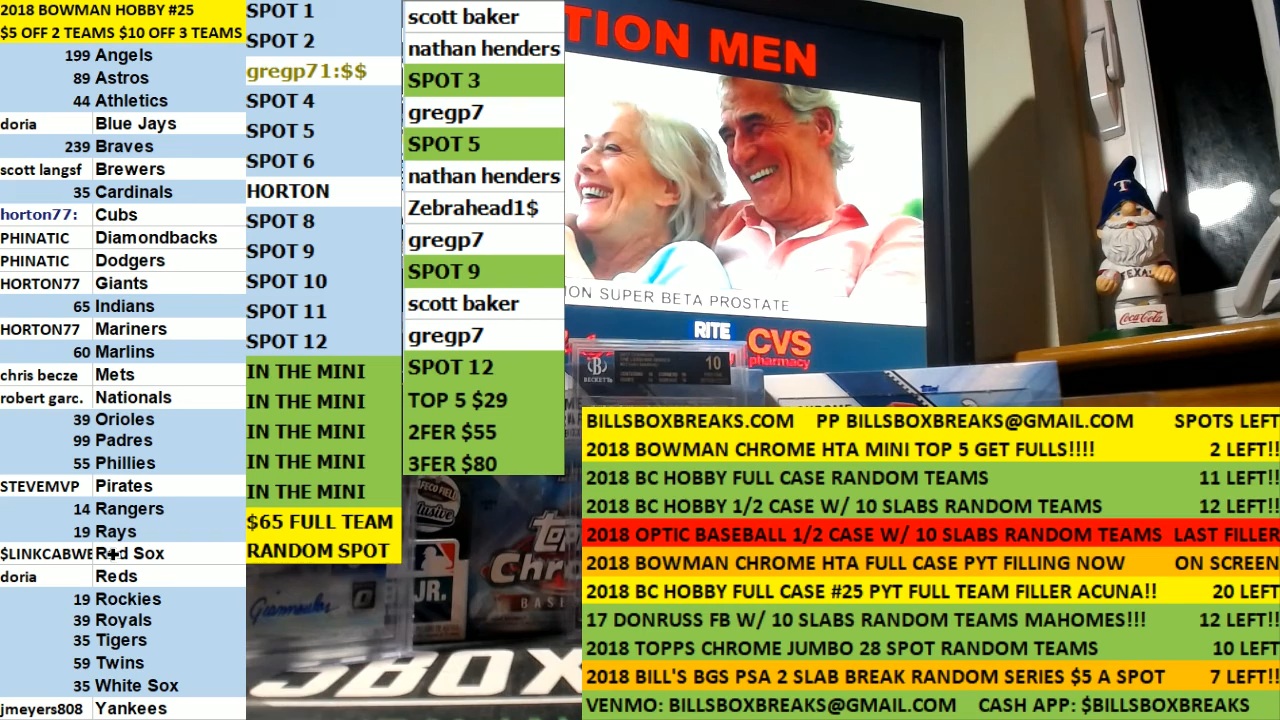 2018 BOWMAN HOBBY #25
$5 OFF 2 TEAMS $10 OFF 3 TEAMS
199 Angels
89 Astros
44 Athletics
doria Blue Jays
239 Braves
scott langsf Brewers
35 Cardinals
horton77: Cubs
PHINATIC Diamondbacks
PHINATIC Dodgers
HORTON77 Giants
65 Indians
HORTON77 Mariners
60 Marlins
chris becze Mets
robert garc. Nationals
39 Orioles
99 Padres
55 Phillies
STEVEMVP Pirates
14 Rangers
19 Rays
$LINKCABWE Red Sox
doria Reds
19 Rockies
39 Royals
35 Tigers
59 Twins
35 White Sox
jmeyers808 Yankees
SPOT 1
SPOT 2
gregp71:$$
SPOT 4
SPOT 5
SPOT 6
HORTON
SPOT 8
SPOT 9
SPOT 10
SPOT 11
SPOT 12
IN THE MINI
IN THE MINI
IN THE MINI
IN THE MINI
IN THE MINI
$65 FULL TEAM
RANDOM SPOT
scott baker
nathan henders
SPOT 3
gregp7
SPOT 5
nathan henders
Zebrahead1$
gregp7
SPOT 9
scott baker
gregp7
SPOT 12
TOP 5 $29
2FER $55
3FER $80
TION MEN
ION SUPER BETA PROSTATE
RITE
CVS
pharmacy
T
TEXA
Coca-Cola
BECKETT
10
topps
BILLSBOXBREAKS.COM PP BILLSBOXBREAKS@GMAIL.COM SPOTS LEFT
2018 BOWMAN CHROME HTA MINI TOP 5 GET FULLS!!!! 2 LEFT!!
2018 BC HOBBY FULL CASE RANDOM TEAMS 11 LEFT!!
2018 BC HOBBY 1/2 CASE W/ 10 SLABS RANDOM TEAMS 12 LEFT!!
2018 OPTIC BASEBALL 1/2 CASE W/ 10 SLABS RANDOM TEAMS LAST FILLER
2018 BOWMAN CHROME HTA FULL CASE PYT FILLING NOW ON SCREEN
2018 BC HOBBY FULL CASE #25 PYT FULL TEAM FILLER ACUNA!! 20 LEFT
17 DONRUSS FB W/ 10 SLABS RANDOM TEAMS MAHOMES!!! 12 LEFT!!
2018 TOPPS CHROME JUMBO 28 SPOT RANDOM TEAMS 10 LEFT!!
2018 BILL'S BGS PSA 2 SLAB BREAK RANDOM SERIES $5 A SPOT 7 LEFT!!
VENMO: BILLSBOXBREAKS@GMAIL.COM CASH APP: $BILLSBOXBREAKS
FECO FIEL
lusive
JR.
topps
Chr
BASE
JBOX